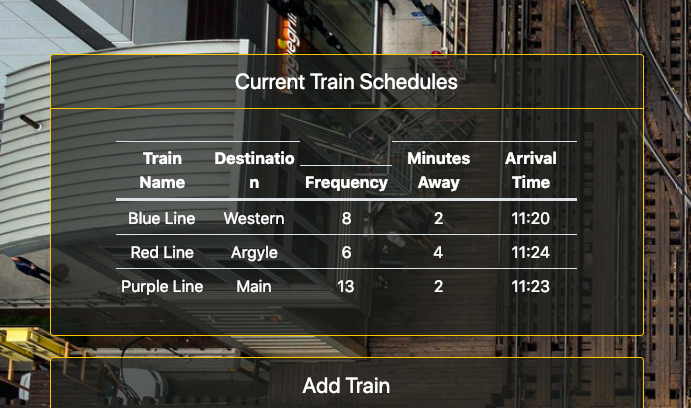 Current Train Schedules
Train Destinatio Minutes Arrival
Name n Frequency Away Time
Blue Line Western 8 2 11:20
Red Line Argyle 6 4 11:24
Purple Line Main 13 2 11:23
Add Train